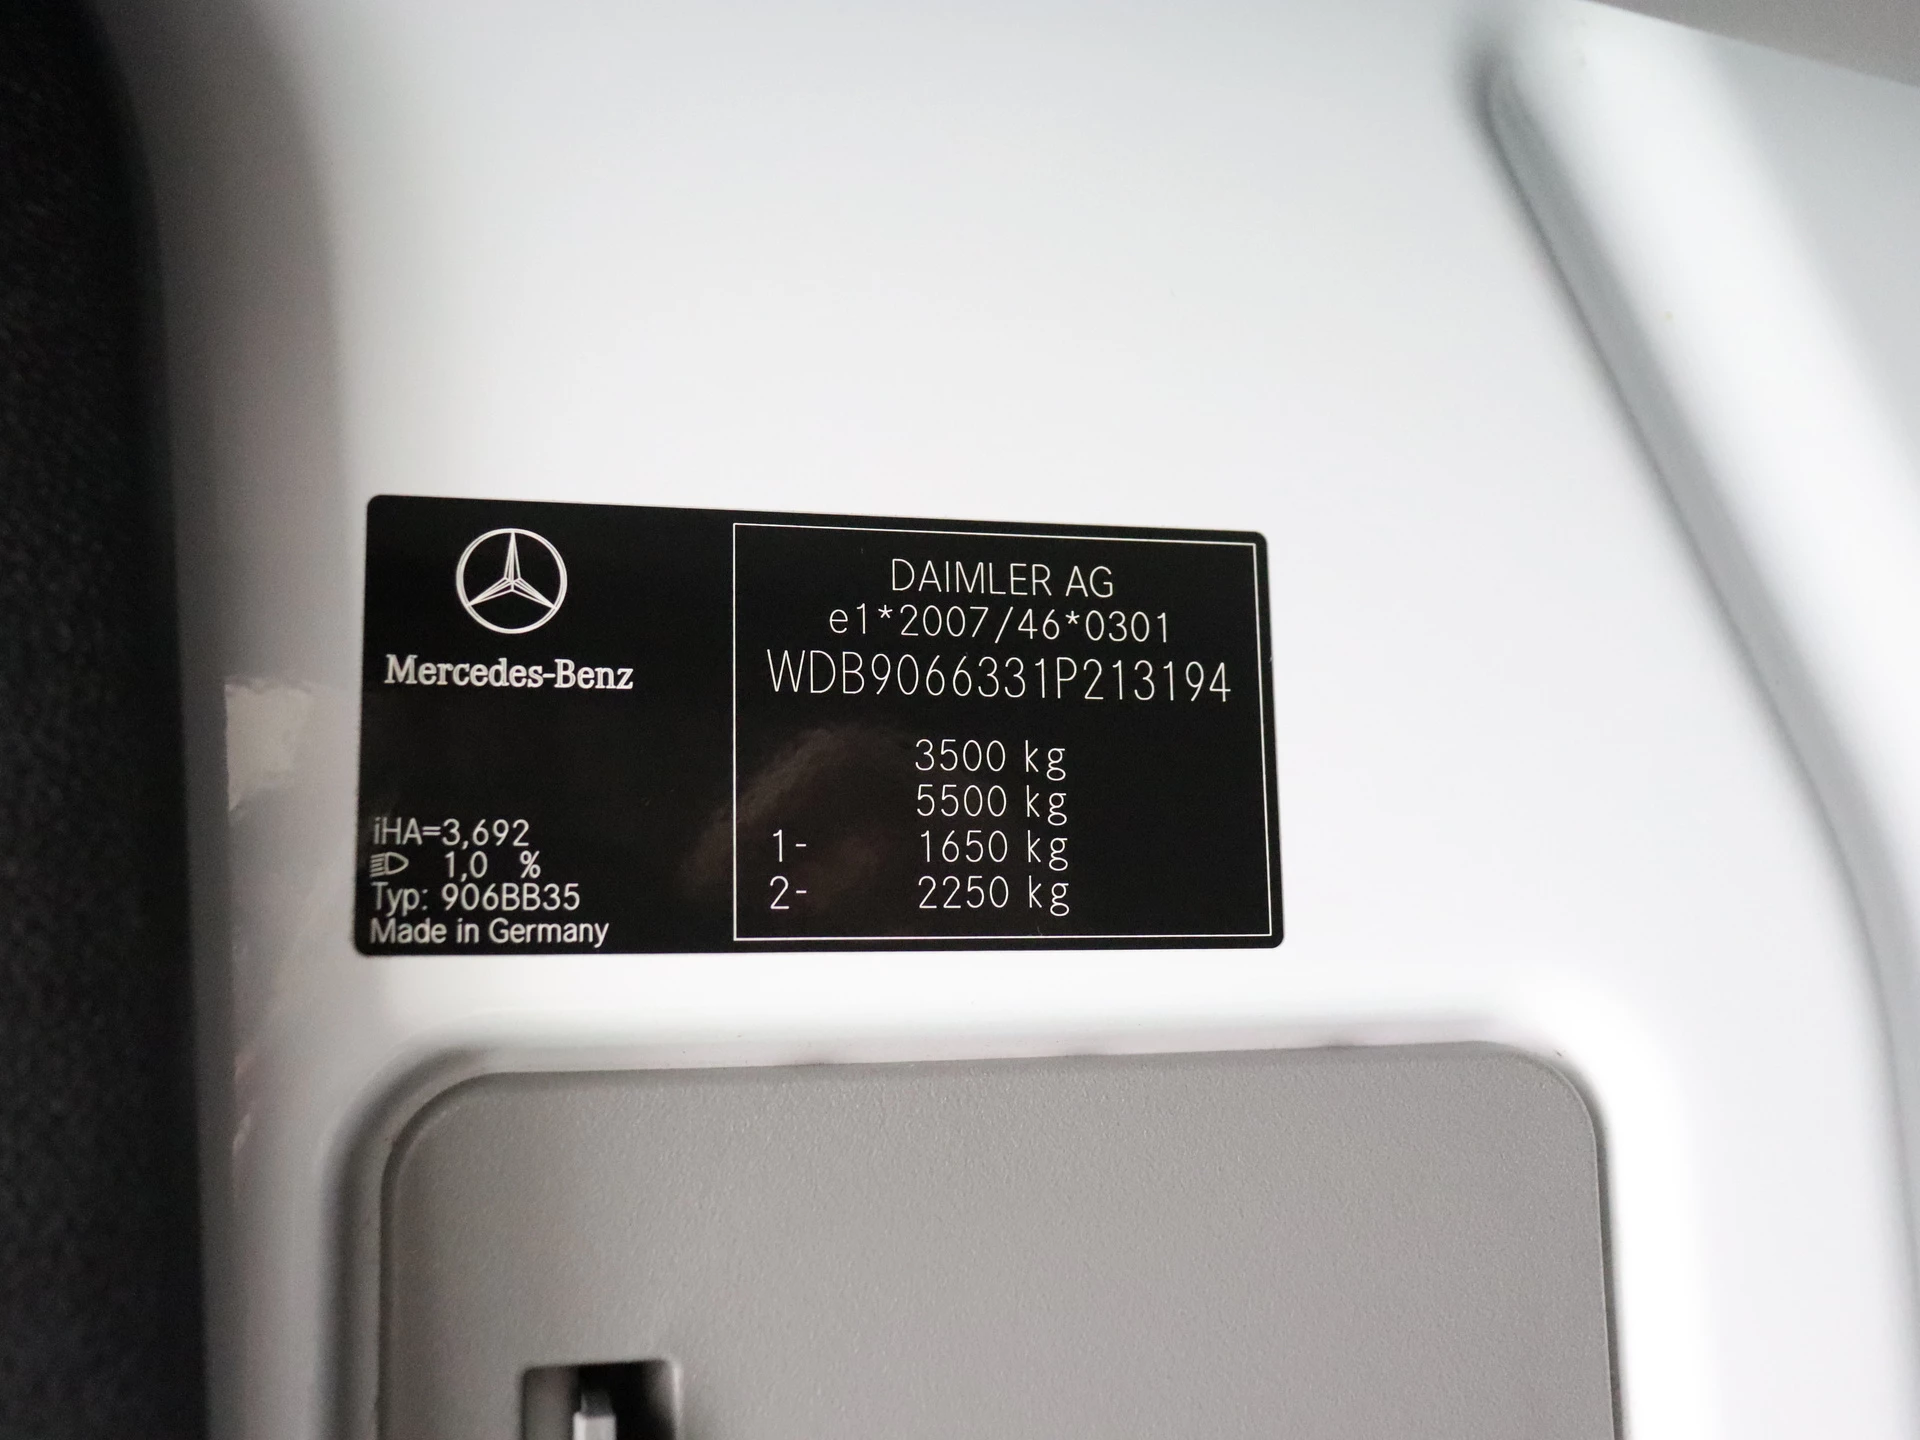 Mercedes-Benz
iHA=3,692
1,0 %
Typ: 906BB35
Made in Germany
DAIMLER AG
e1*2007/46*0301
WDB9066331P213194
3500 kg
5500 kg
1- 1650 kg
2- 2250 kg